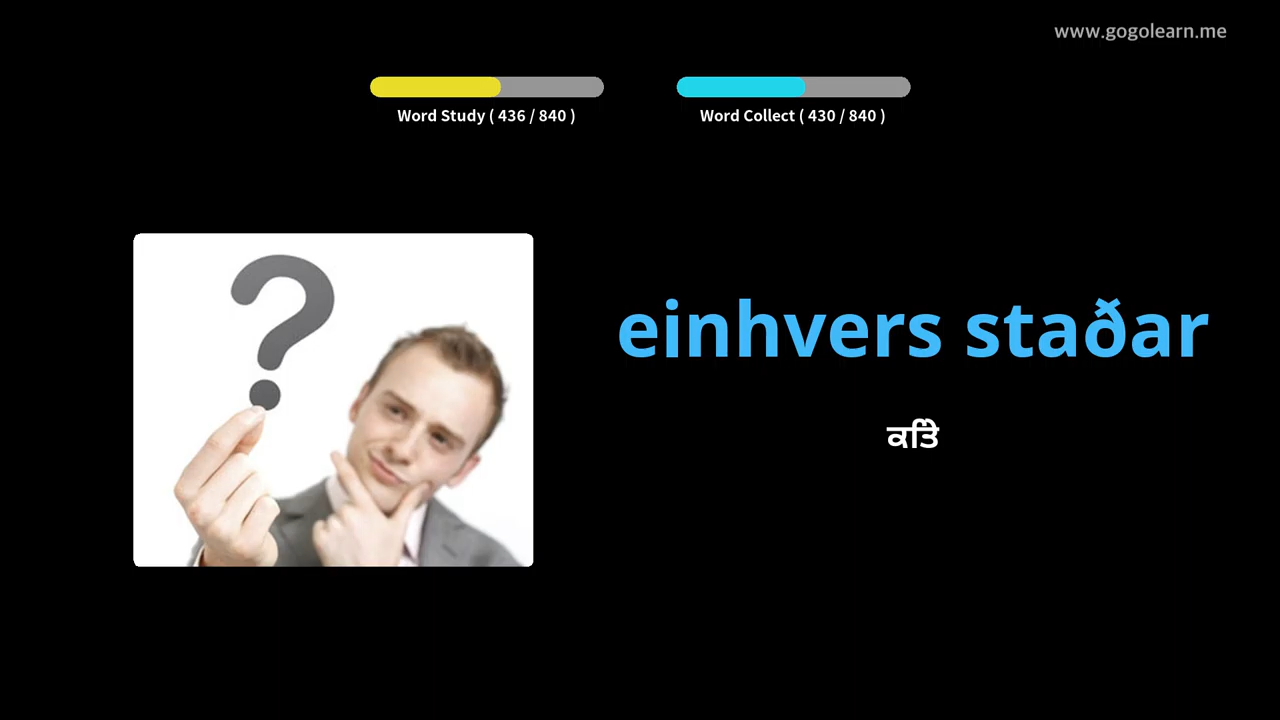 www.gogolearn.me
Word Study ( 436 / 840 )
Word Collect ( 430 / 840 )
einhvers staðar
ਕਤਿੇ